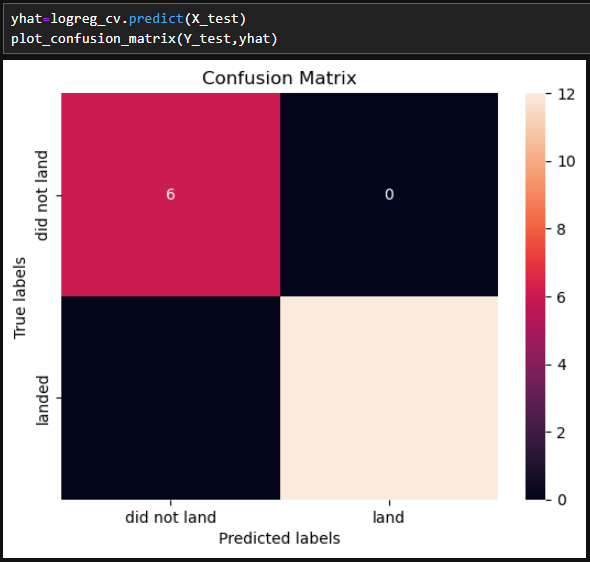 yhat=logreg_cv.predict(X_test)
plot_confusion_matrix(Y_test,yhat)
Confusion Matrix
12
10
8
6
4
2
0
True labels
did not land
6
0
landed
did not land
land
Predicted labels